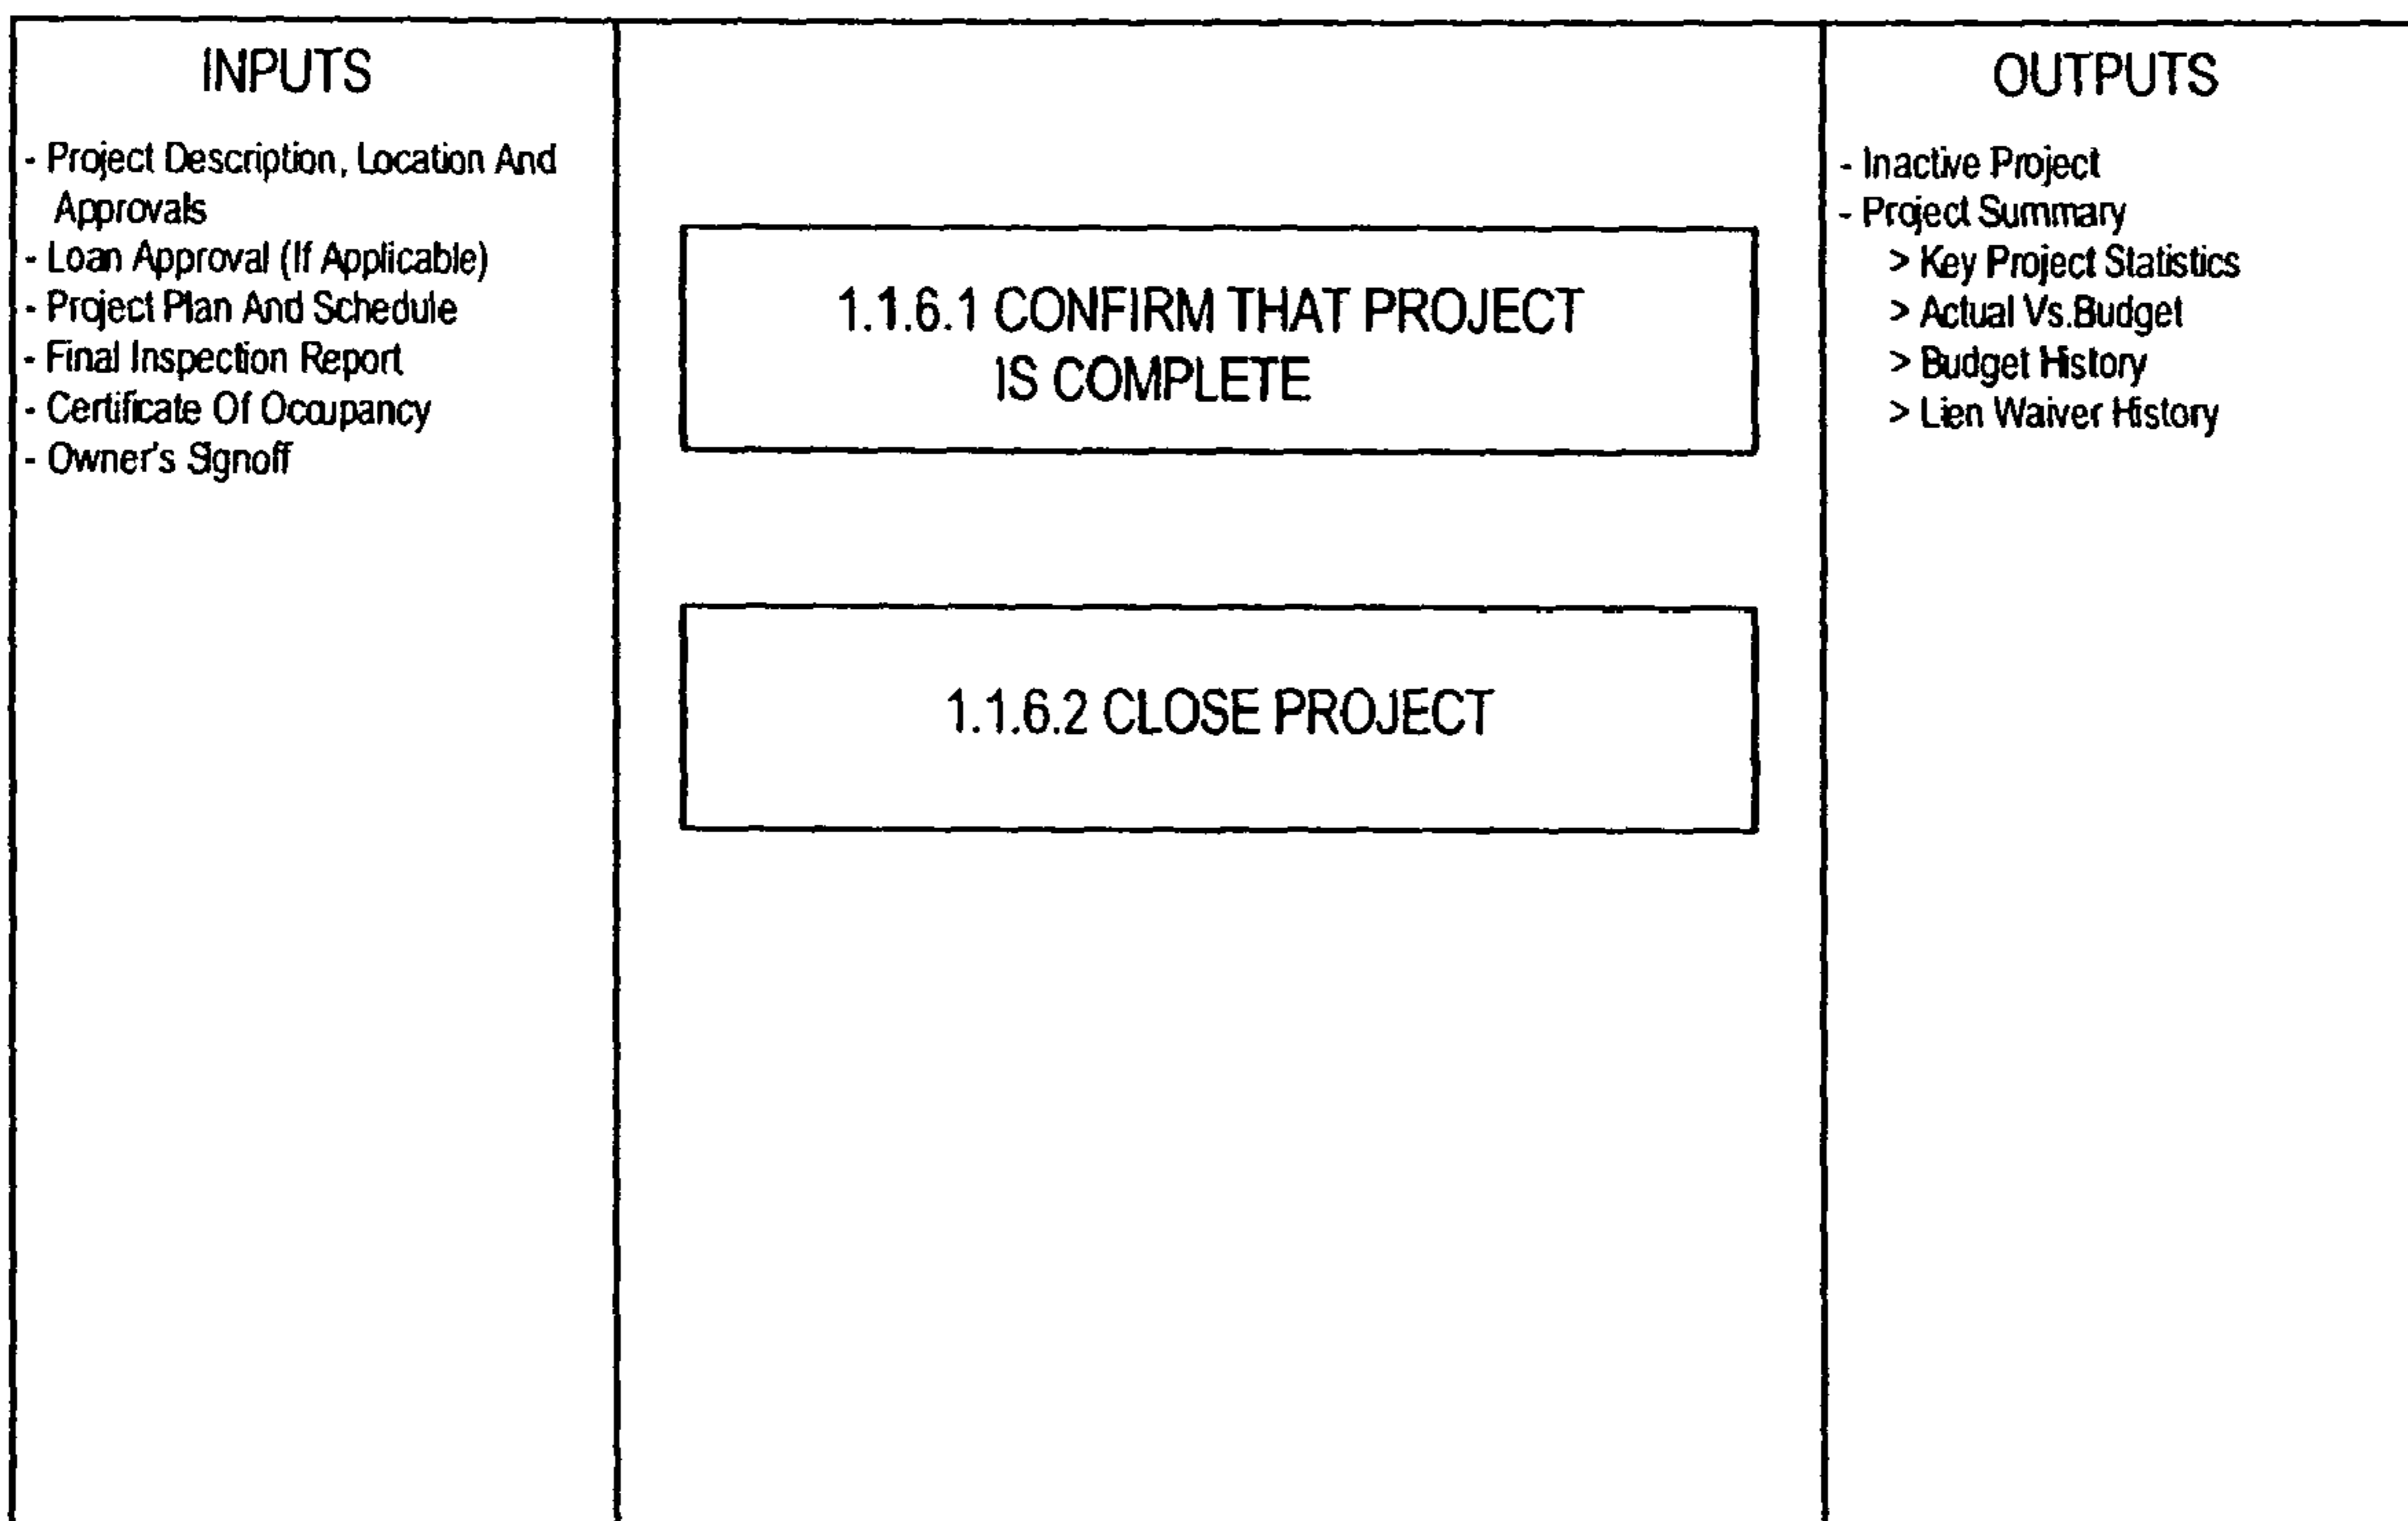 INPUTS
- Project Description, Location And
Approvals
- Loan Approval (If Applicable)
- Project Plan And Schedule
- Final Inspection Report
- Certificate Of Occupancy
- Owner's Signoff
1.1.6.1 CONFIRM THAT PROJECT
IS COMPLETE
1.1.6.2 CLOSE PROJECT
OUTPUTS
- Inactive Project
- Project Summary
> Key Project Statistics
> Actual Vs.Budget
> Budget History
> Lien Waiver History